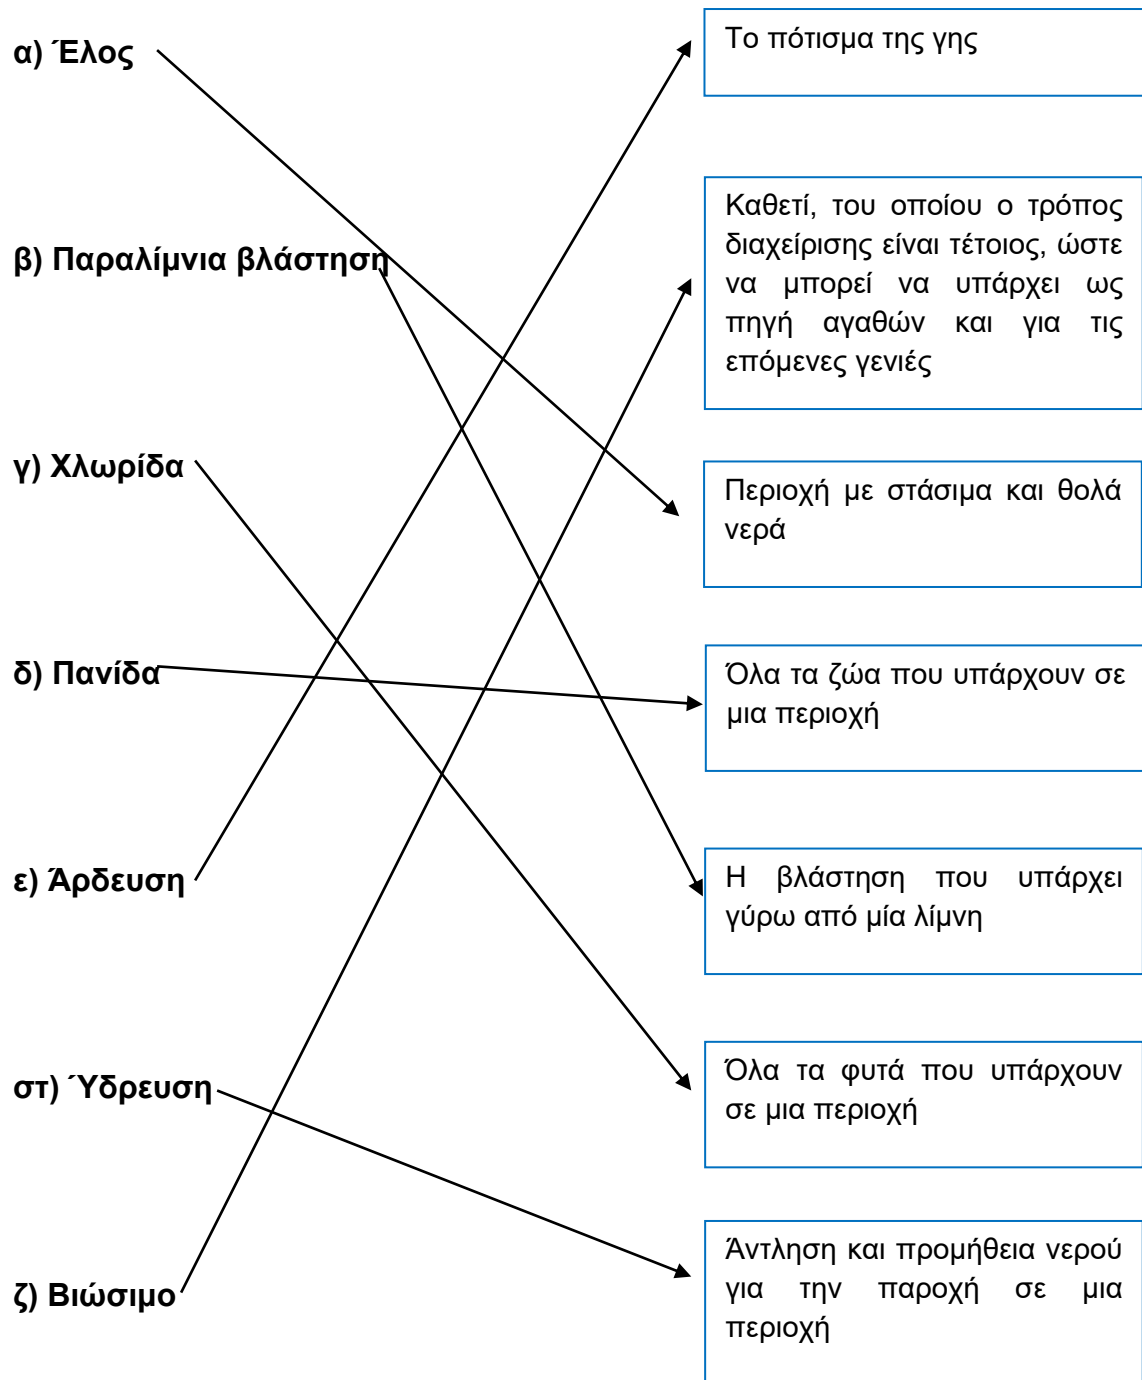 α) Έλος
Το πότισμα της γης
β) Παραλίμνια βλάστηση
Καθετί, του οποίου ο τρόπος
διαχείρισης είναι τέτοιος, ώστε
να μπορεί να υπάρχει ως
πηγή αγαθών και για τις
επόμενες γενιές
γ) Χλωρίδα
Περιοχή με στάσιμα και θολά
νερά
δ) Πανίδα
Όλα τα ζώα που υπάρχουν σε
μια περιοχή
ε) Άρδευση
Η βλάστηση που υπάρχει
γύρω από μία λίμνη
στ) Ύδρευση
Όλα τα φυτά που υπάρχουν
σε μια περιοχή
ζ) Βιώσιμο
Άντληση και προμήθεια νερού
για την παροχή σε μια
περιοχή